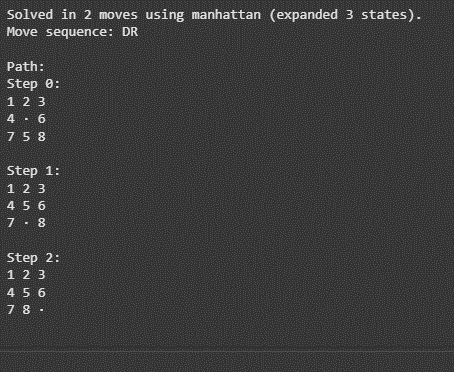 Solved in 2 moves using manhattan (expanded 3 states).
Move sequence: DR
Path:
Step 0:
1 2 3
4 · 6
7 5 8
Step 1:
1 2 3
4 5 6
7 · 8
Step 2:
1 2 3
4 5 6
7 8 ·